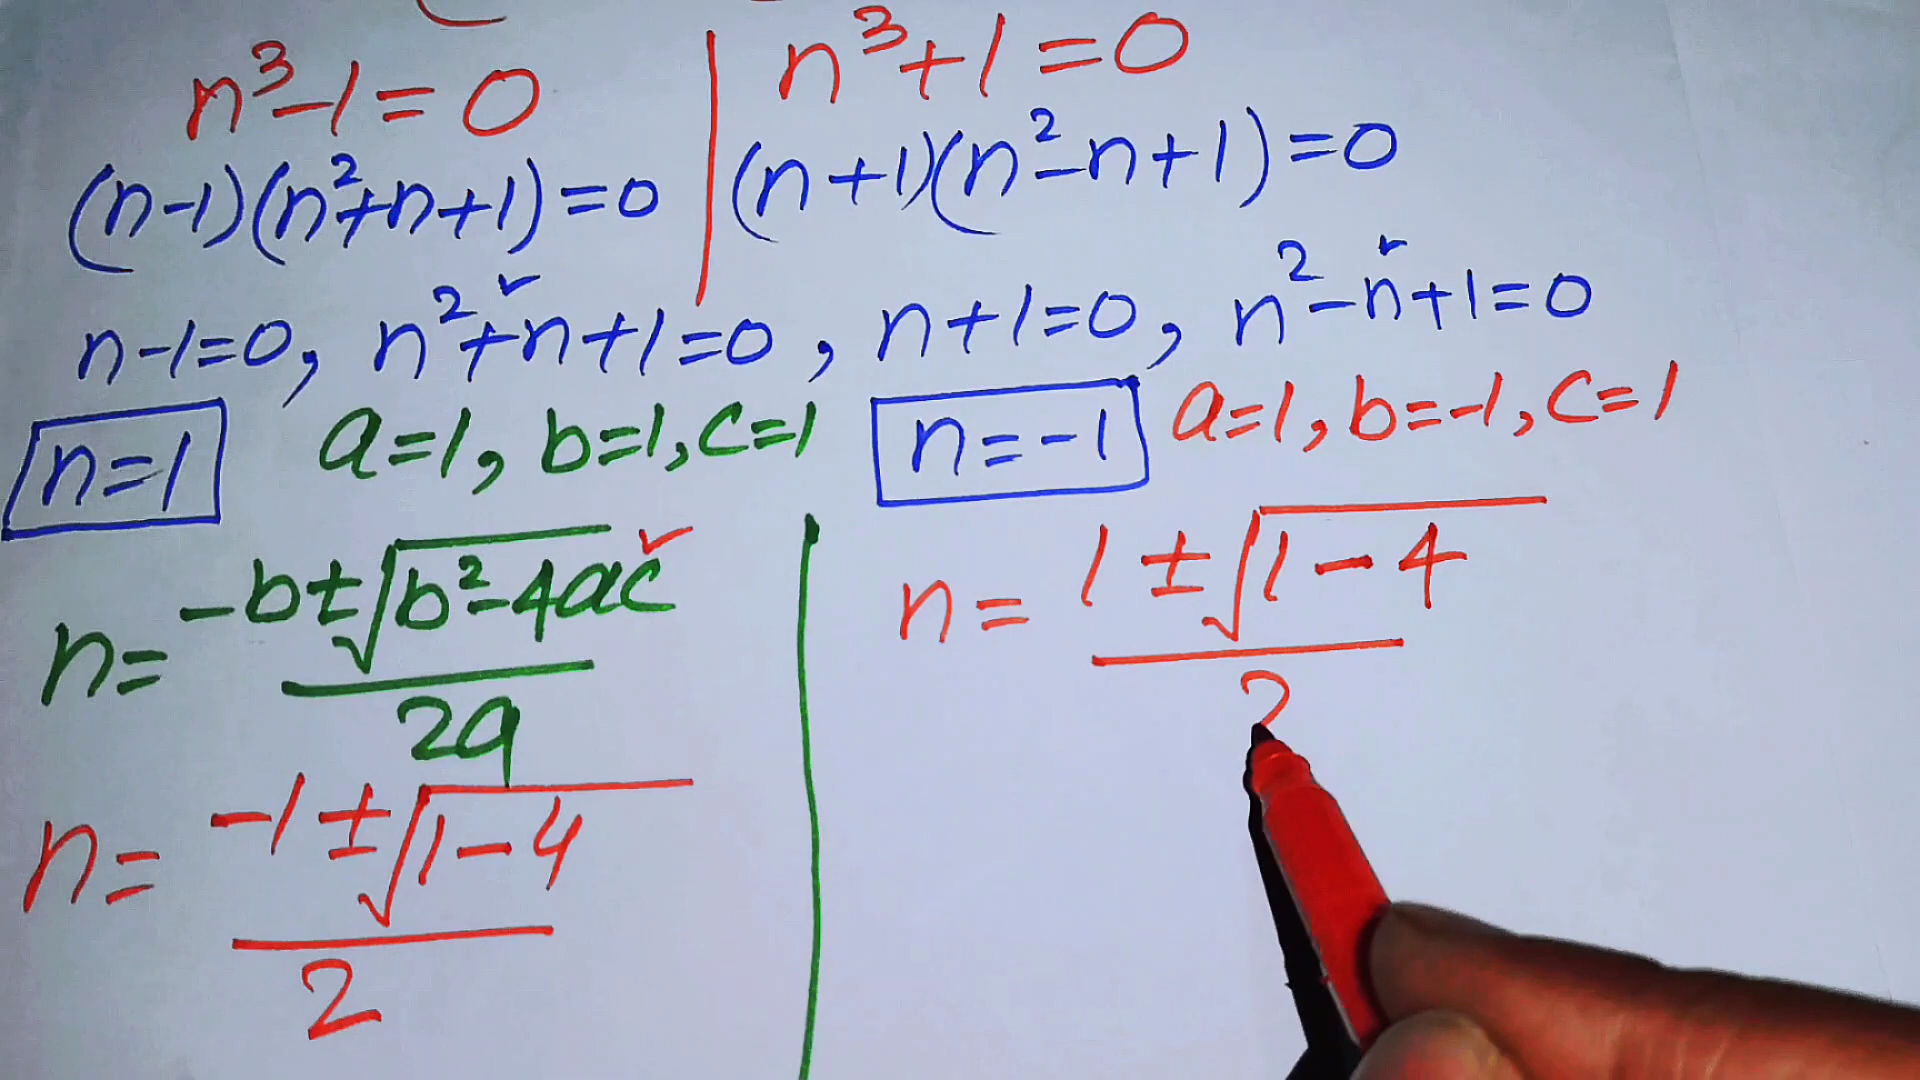 n³-1=0 | n³+1=0
(n-1)(n²+n+1)=0 | (n+1)(n²-n+1)=0
n-1=0, n²+n+1=0, n+1=0, n²-n+1=0
n=1 a=1, b=1, c=1 n=-1 a=1, b=-1, c=1
n= -b±√b²-4ac / 2a
n= 1±√1-4 / 2
n= -1±√1-4 / 2